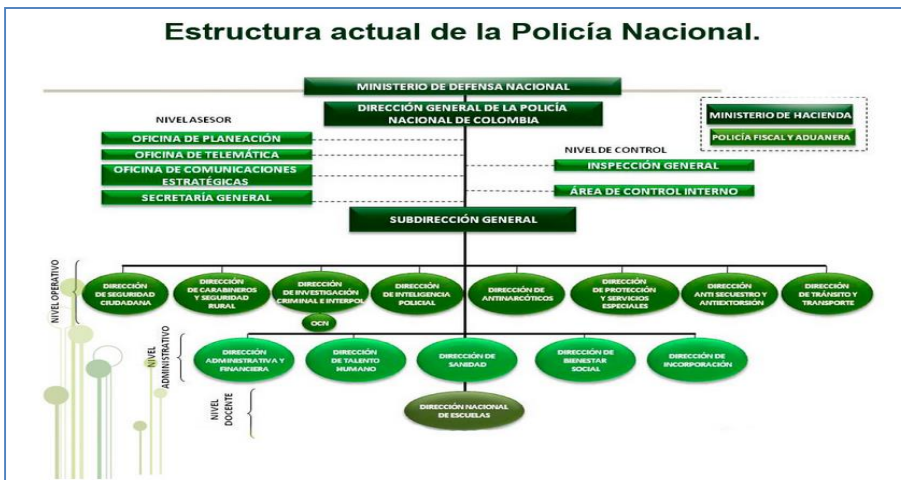 Estructura actual de la Policía Nacional.
MINISTERIO DE DEFENSA NACIONAL
DIRECCIÓN GENERAL DE LA POLICÍA
NACIONAL DE COLOMBIA
MINISTERIO DE HACIENDA
POLICÍA FISCAL Y ADUANERA
NIVEL ASESOR
OFICINA DE PLANEACIÓN
OFICINA DE TELEMÁTICA
OFICINA DE COMUNICACIONES
ESTRATÉGICAS
SECRETARÍA GENERAL
NIVEL DE CONTROL
INSPECCIÓN GENERAL
ÁREA DE CONTROL INTERNO
SUBDIRECCIÓN GENERAL
NIVEL OPERATIVO
DIRECCIÓN
DE SEGURIDAD
CIUDADANA
DIRECCIÓN
DE CARABINEROS
Y SEGURIDAD
RURAL
DIRECCIÓN
DE INVESTIGACIÓN
CRIMINAL E INTERPOL
OCN
DIRECCIÓN
DE INTELIGENCIA
POLICIAL
DIRECCIÓN DE
ANTINARCÓTICOS
DIRECCIÓN
DE PROTECCIÓN
Y SERVICIOS
ESPECIALES
DIRECCIÓN
ANTI SECUESTRO Y
ANTIEXTORSIÓN
DIRECCIÓN
DE TRÁNSITO Y
TRANSPORTE
NIVEL
ADMINISTRATIVO
DIRECCIÓN
ADMINISTRATIVA Y
FINANCIERA
DIRECCIÓN
DE TALENTO
HUMANO
DIRECCIÓN DE
SANIDAD
DIRECCIÓN DE
BIENESTAR
SOCIAL
DIRECCIÓN DE
INCORPORACIÓN
NIVEL
DOCENTE
DIRECCIÓN NACIONAL
DE ESCUELAS